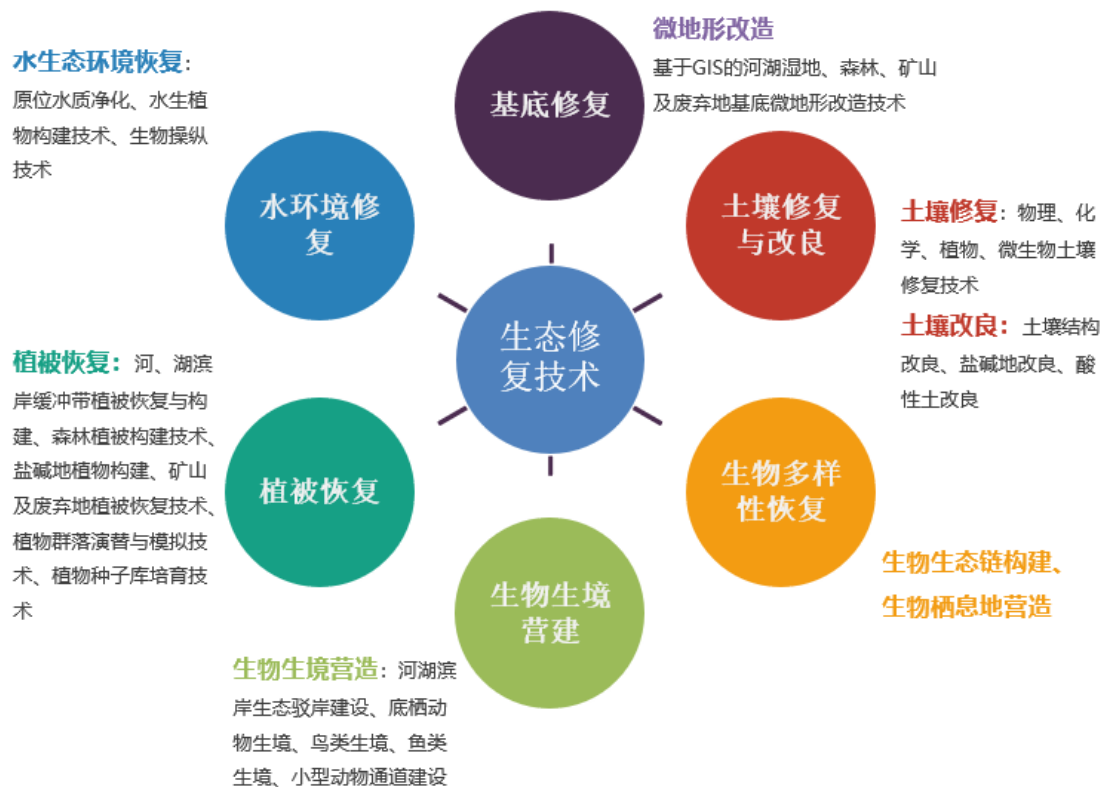 微地形改造
基于GIS的河湖湿地、森林、矿山
及废弃地基底微地形改造技术
基底修复
水生态环境恢复：
原位水质净化、水生植
物构建技术、生物操纵
技术
水环境修
复
土壤修复
与改良
土壤修复：物理、化
学、植物、微生物土壤
修复技术
土壤改良：土壤结构
改良、盐碱地改良、酸
性土改良
生态修
复技术
植被恢复：河、湖滨
岸缓冲带植被恢复与构
建、森林植被构建技术、
盐碱地植物构建、矿山
及废弃地植被恢复技术、
植物群落演替与模拟技
术、植物种子库培育技
术
植被恢复
生物多样
性恢复
生物生态链构建、
生物栖息地营造
生物生境
营建
生物生境营造：河湖滨
岸生态驳岸建设、底栖动
物生境、鸟类生境、鱼类
生境、小型动物通道建设